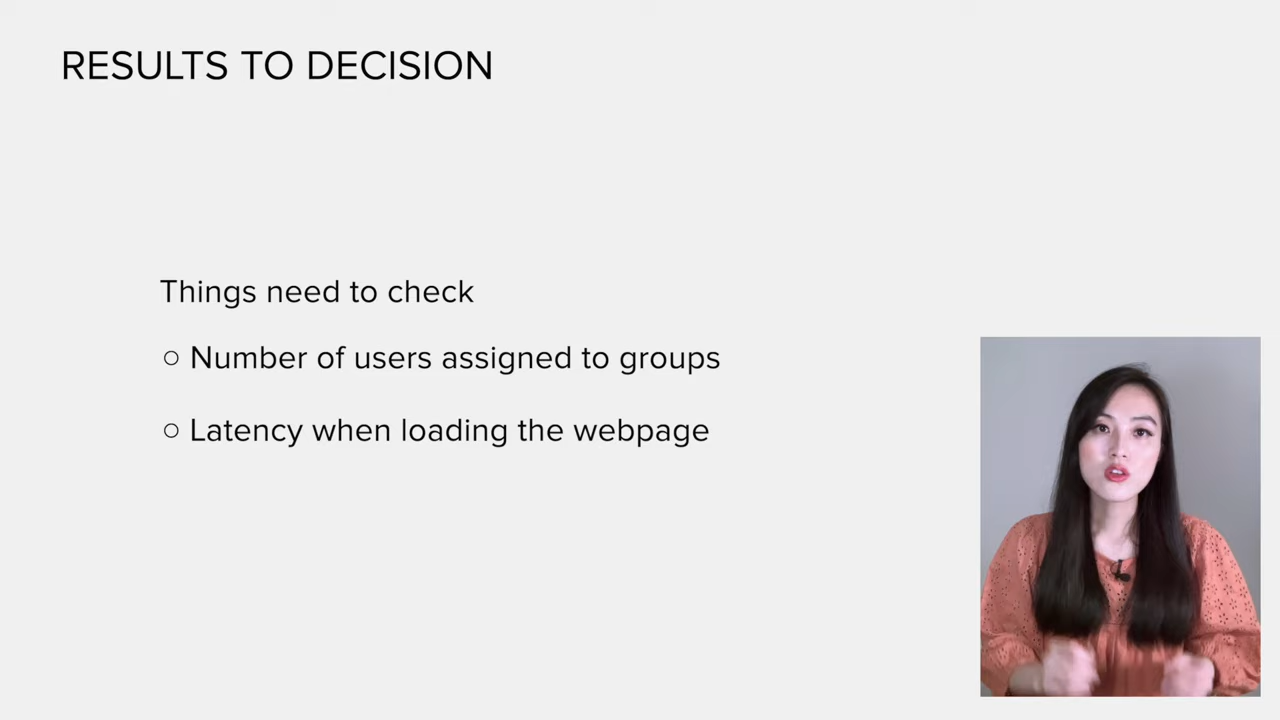 RESULTS TO DECISION
Things need to check
○ Number of users assigned to groups
○ Latency when loading the webpage